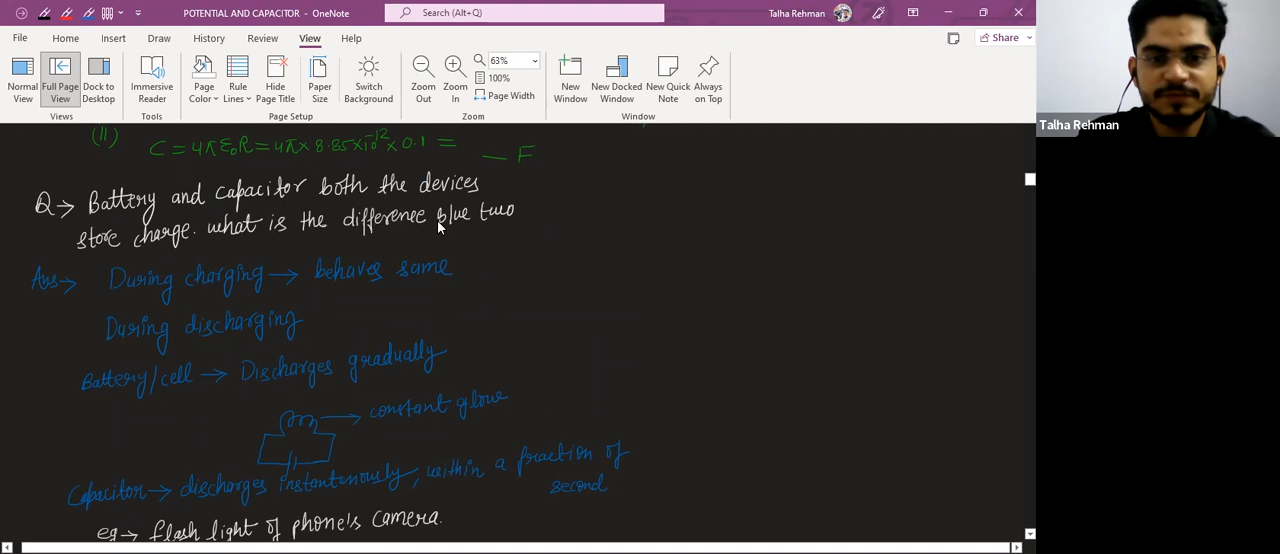 POTENTIAL AND CAPACITOR - OneNote
Search (Alt+Q)
Talha Rehman
File Home Insert Draw History Review View Help
Share
63%
100%
Page Width
Normal View
Full Page View
Dock to Desktop
Immersive Reader
Page Color
Rule Lines
Hide Page Title
Paper Size
Switch Background
Zoom Out
Zoom In
New Window
New Docked Window
New Quick Note
Always on Top
Views
Tools
Page Setup
Zoom
Window
Talha Rehman
(II)
C = 4π ε₀R = 4π × 8.85 × 10⁻¹² × 0.1 = __ F
Q → Battery and capacitor both the devices
store charge. what is the difference b/w two
Ans → During charging → behaves same
During discharging
Battery/cell → Discharges gradually
→ constant glow
Capacitor → discharges instantenously, within a fraction of
second
eg → flash light of phone's camera.